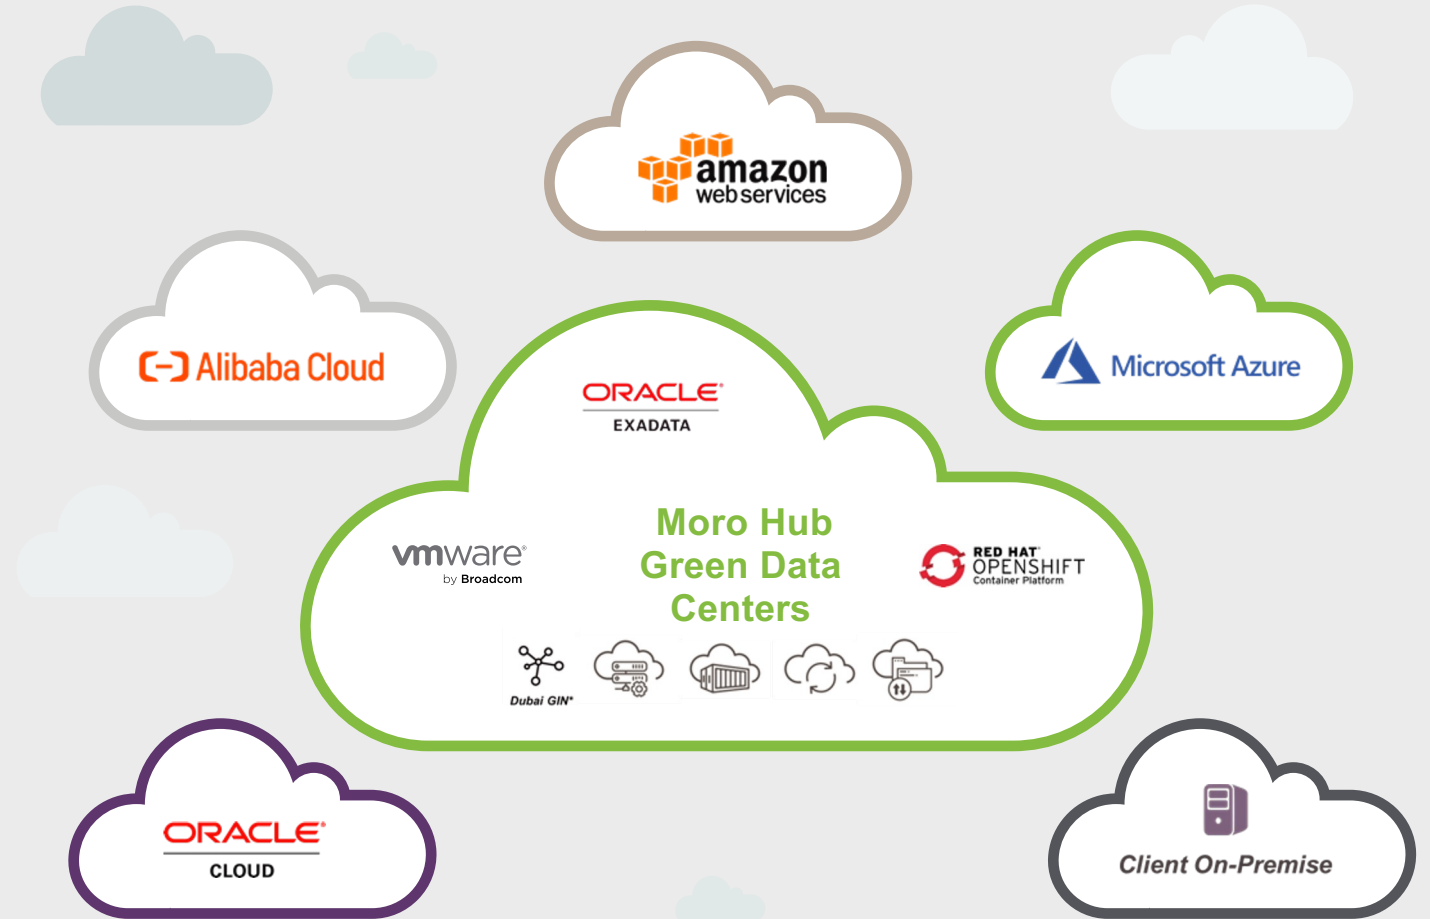 amazon
web services
Alibaba Cloud
Microsoft Azure
ORACLE®
EXADATA
Moro Hub
Green Data
Centers
vmware®
by Broadcom
RED HAT®
OPENSHIFT
Container Platform
Dubai GIN*
ORACLE®
CLOUD
Client On-Premise